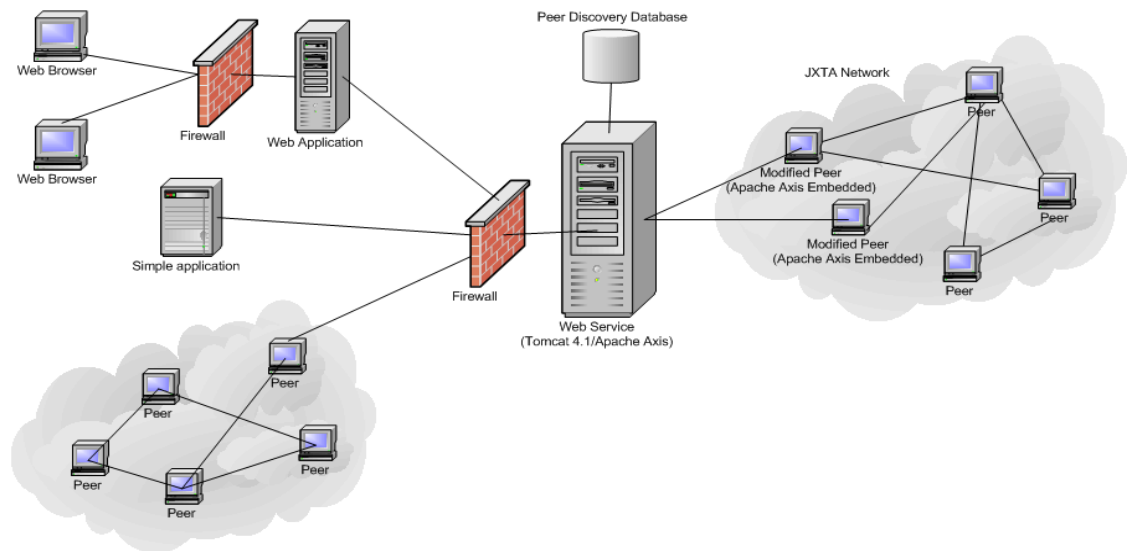 Peer Discovery Database
Web Browser
Firewall
Web Application
Web Browser
Simple application
Firewall
Web Service
(Tomcat 4.1/Apache Axis)
JXTA Network
Peer
Modified Peer
(Apache Axis Embedded)
Peer
Modified Peer
(Apache Axis Embedded)
Peer
Peer
Peer
Peer
Peer
Peer